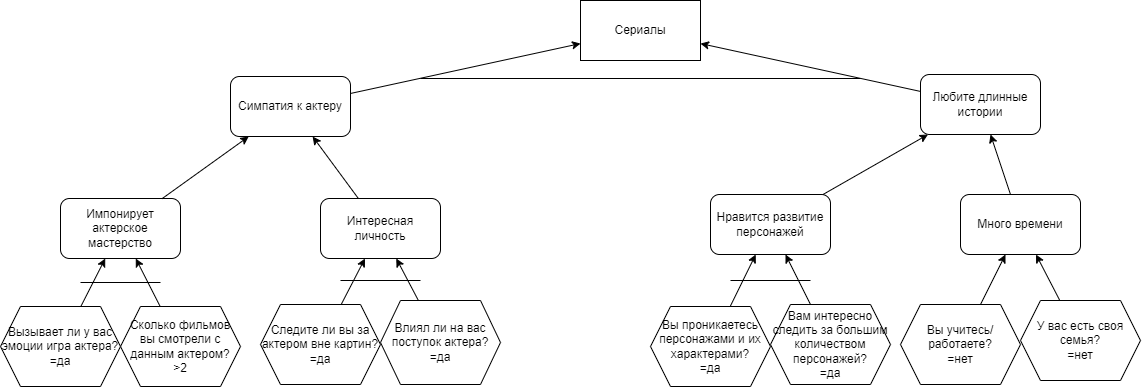 Сериалы
Симпатия к актеру
Любите длинные
истории
Импонирует
актерское
мастерство
Интересная
личность
Нравится развитие
персонажей
Много времени
Вызывает ли у вас
эмоции игра актера?
=да
Сколько фильмов
вы смотрели с
данным актером?
>2
Следите ли вы за
актером вне картин?
=да
Влиял ли на вас
поступок актера?
=да
Вы проникаетесь
персонажами и их
характерами?
=да
Вам интересно
следить за большим
количеством
персонажей?
=да
Вы учитесь/
работаете?
=нет
У вас есть своя
семья?
=нет